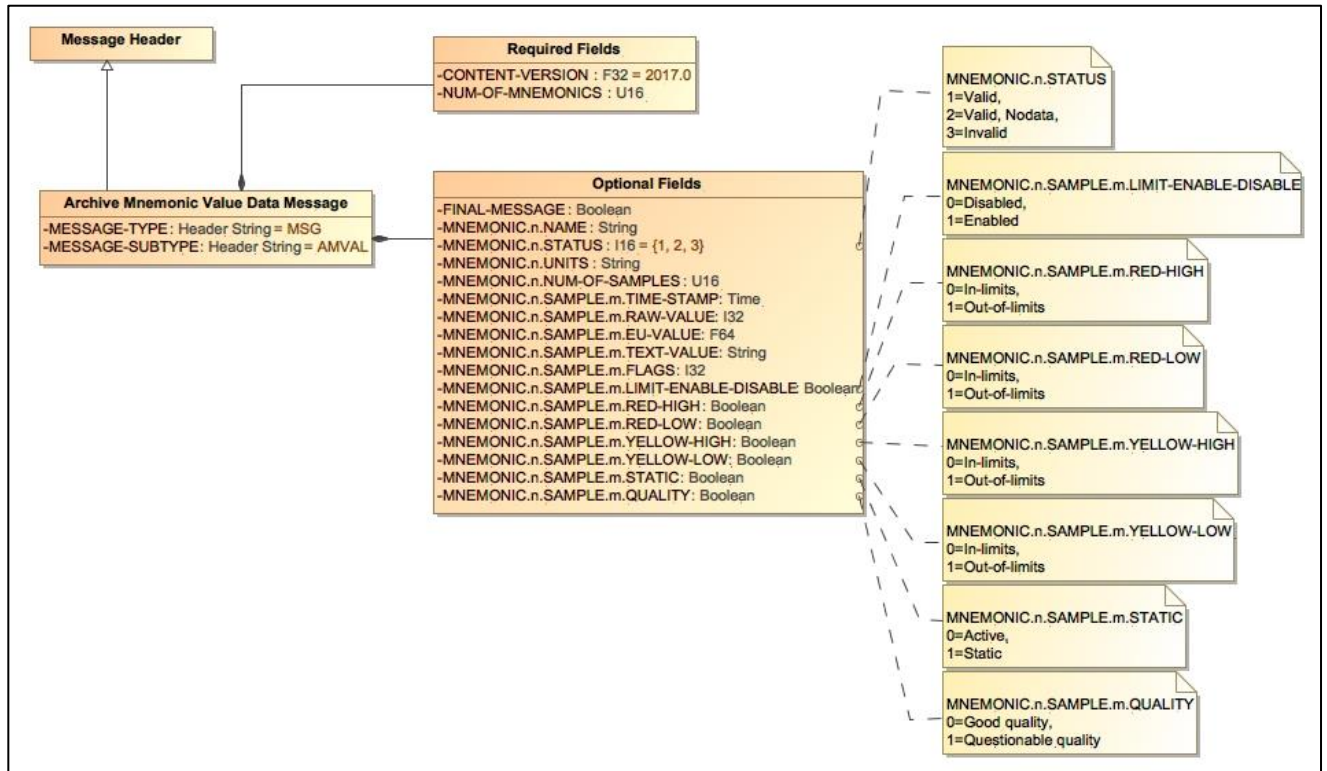 Message Header
Required Fields
-CONTENT-VERSION : F32 = 2017.0
-NUM-OF-MNEMONICS : U16
Archive Mnemonic Value Data Message
-MESSAGE-TYPE: Header String = MSG
-MESSAGE-SUBTYPE: Header String = AMVAL
Optional Fields
-FINAL-MESSAGE : Boolean
-MNEMONIC.n.NAME : String
-MNEMONIC.n.STATUS : I16 = {1, 2, 3}
-MNEMONIC.n.UNITS : String
-MNEMONIC.n.NUM-OF-SAMPLES : U16
-MNEMONIC.n.SAMPLE.m.TIME-STAMP: Time
-MNEMONIC.n.SAMPLE.m.RAW-VALUE: I32
-MNEMONIC.n.SAMPLE.m.EU-VALUE: F64
-MNEMONIC.n.SAMPLE.m.TEXT-VALUE: String
-MNEMONIC.n.SAMPLE.m.FLAGS: I32
-MNEMONIC.n.SAMPLE.m.LIMIT-ENABLE-DISABLE: Boolean
-MNEMONIC.n.SAMPLE.m.RED-HIGH: Boolean
-MNEMONIC.n.SAMPLE.m.RED-LOW: Boolean
-MNEMONIC.n.SAMPLE.m.YELLOW-HIGH: Boolean
-MNEMONIC.n.SAMPLE.m.YELLOW-LOW: Boolean
-MNEMONIC.n.SAMPLE.m.STATIC: Boolean
-MNEMONIC.n.SAMPLE.m.QUALITY: Boolean
MNEMONIC.n.STATUS
1=Valid,
2=Valid, Nodata,
3=Invalid
MNEMONIC.n.SAMPLE.m.LIMIT-ENABLE-DISABLE
0=Disabled,
1=Enabled
MNEMONIC.n.SAMPLE.m.RED-HIGH
0=In-limits,
1=Out-of-limits
MNEMONIC.n.SAMPLE.m.RED-LOW
0=In-limits,
1=Out-of-limits
MNEMONIC.n.SAMPLE.m.YELLOW-HIGH
0=In-limits,
1=Out-of-limits
MNEMONIC.n.SAMPLE.m.YELLOW-LOW
0=In-limits,
1=Out-of-limits
MNEMONIC.n.SAMPLE.m.STATIC
0=Active,
1=Static
MNEMONIC.n.SAMPLE.m.QUALITY
0=Good quality,
1=Questionable quality